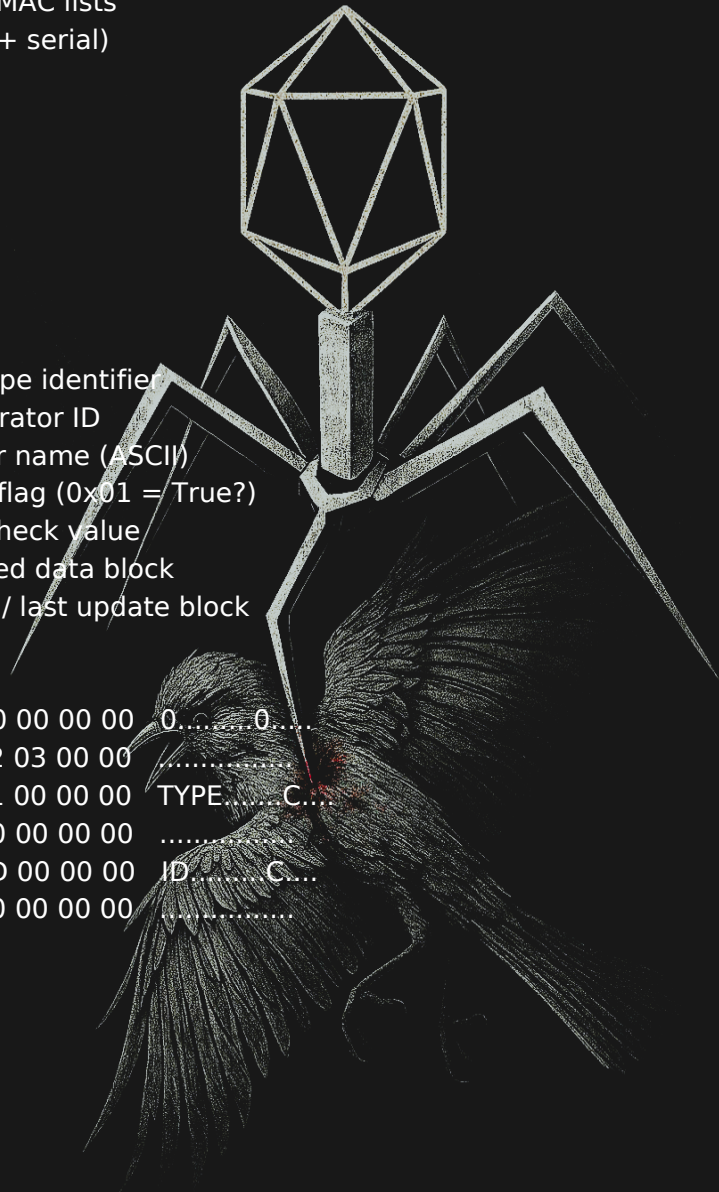 MAC lists
+ serial)
pe identifier
rator ID
r name (ASCII)
flag (0x01 = True?)
heck value
ed data block
/ last update block
0 00 00 00 0.........0.....
2 03 00 00 ................
00 00 00 TYPE.......C....
0 00 00 00 ................
D 00 00 00 ID.........C....
0 00 00 00 ................